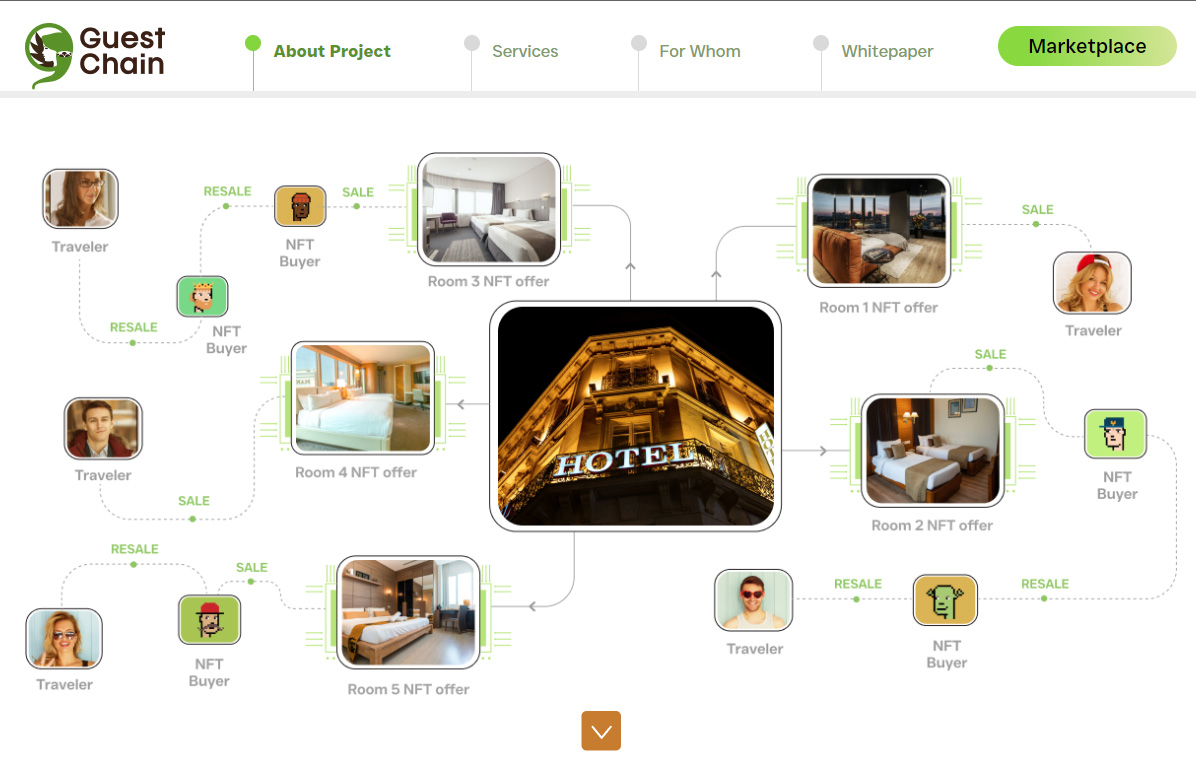 Guest
Chain
About Project
Services
For Whom
Whitepaper
Marketplace
Traveler
RESALE
NFT
Buyer
SALE
Room 3 NFT offer
RESALE
NFT
Buyer
Room 1 NFT offer
SALE
Traveler
HOTEL
Traveler
SALE
Room 4 NFT offer
SALE
Room 2 NFT offer
NFT
Buyer
RESALE
SALE
Traveler
NFT
Buyer
Room 5 NFT offer
Traveler
RESALE
NFT
Buyer
RESALE